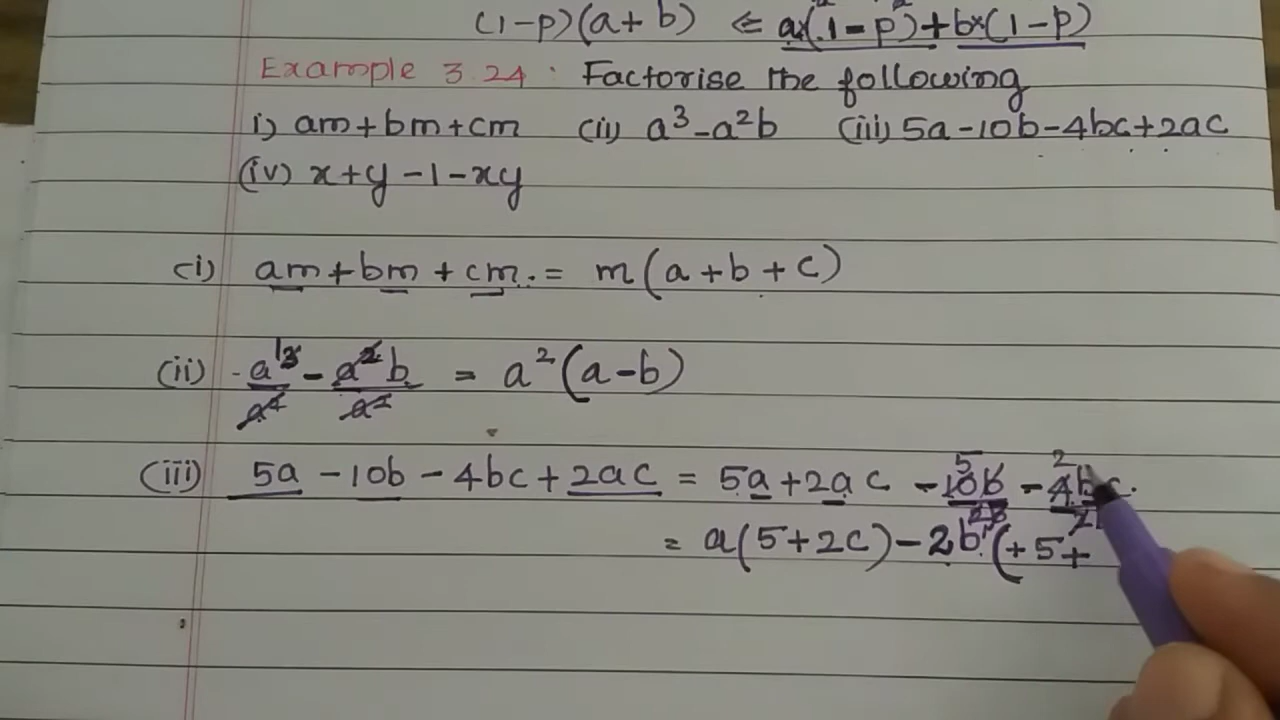 (1-p)(a+b) ⇐ a×(1-p)+b×(1-p)
Example 3.24: Factorise the following
i) am+bm+cm (ii) a³-a²b (iii) 5a-10b-4bc+2ac
(iv) x+y-1-xy
(i) am+bm+cm. = m(a+b+c)
(ii) a³ - a²b = a²(a-b)
a² a²
(iii) 5a-10b-4bc+2ac = 5a+2ac -10b-4bc.
= a(5+2c)-2b(+5+